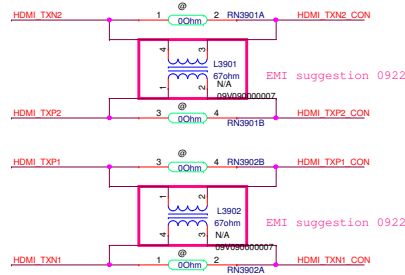 @
HDMI_TXN2 1 0Ohm 2 RN3901A HDMI_TXN2_CON
4 3
L3901
67ohm
EMI suggestion 0922
N/A
1 2
09V090000007
@
HDMI_TXP2 3 0Ohm 4 RN3901B HDMI_TXP2_CON
@
HDMI_TXP1 3 0Ohm 4 RN3902B HDMI_TXP1_CON
1 2
L3902
67ohm
EMI suggestion 0922
N/A
4 3
09V090000007
@
HDMI_TXN1 1 0Ohm 2 RN3902A HDMI_TXN1_CON